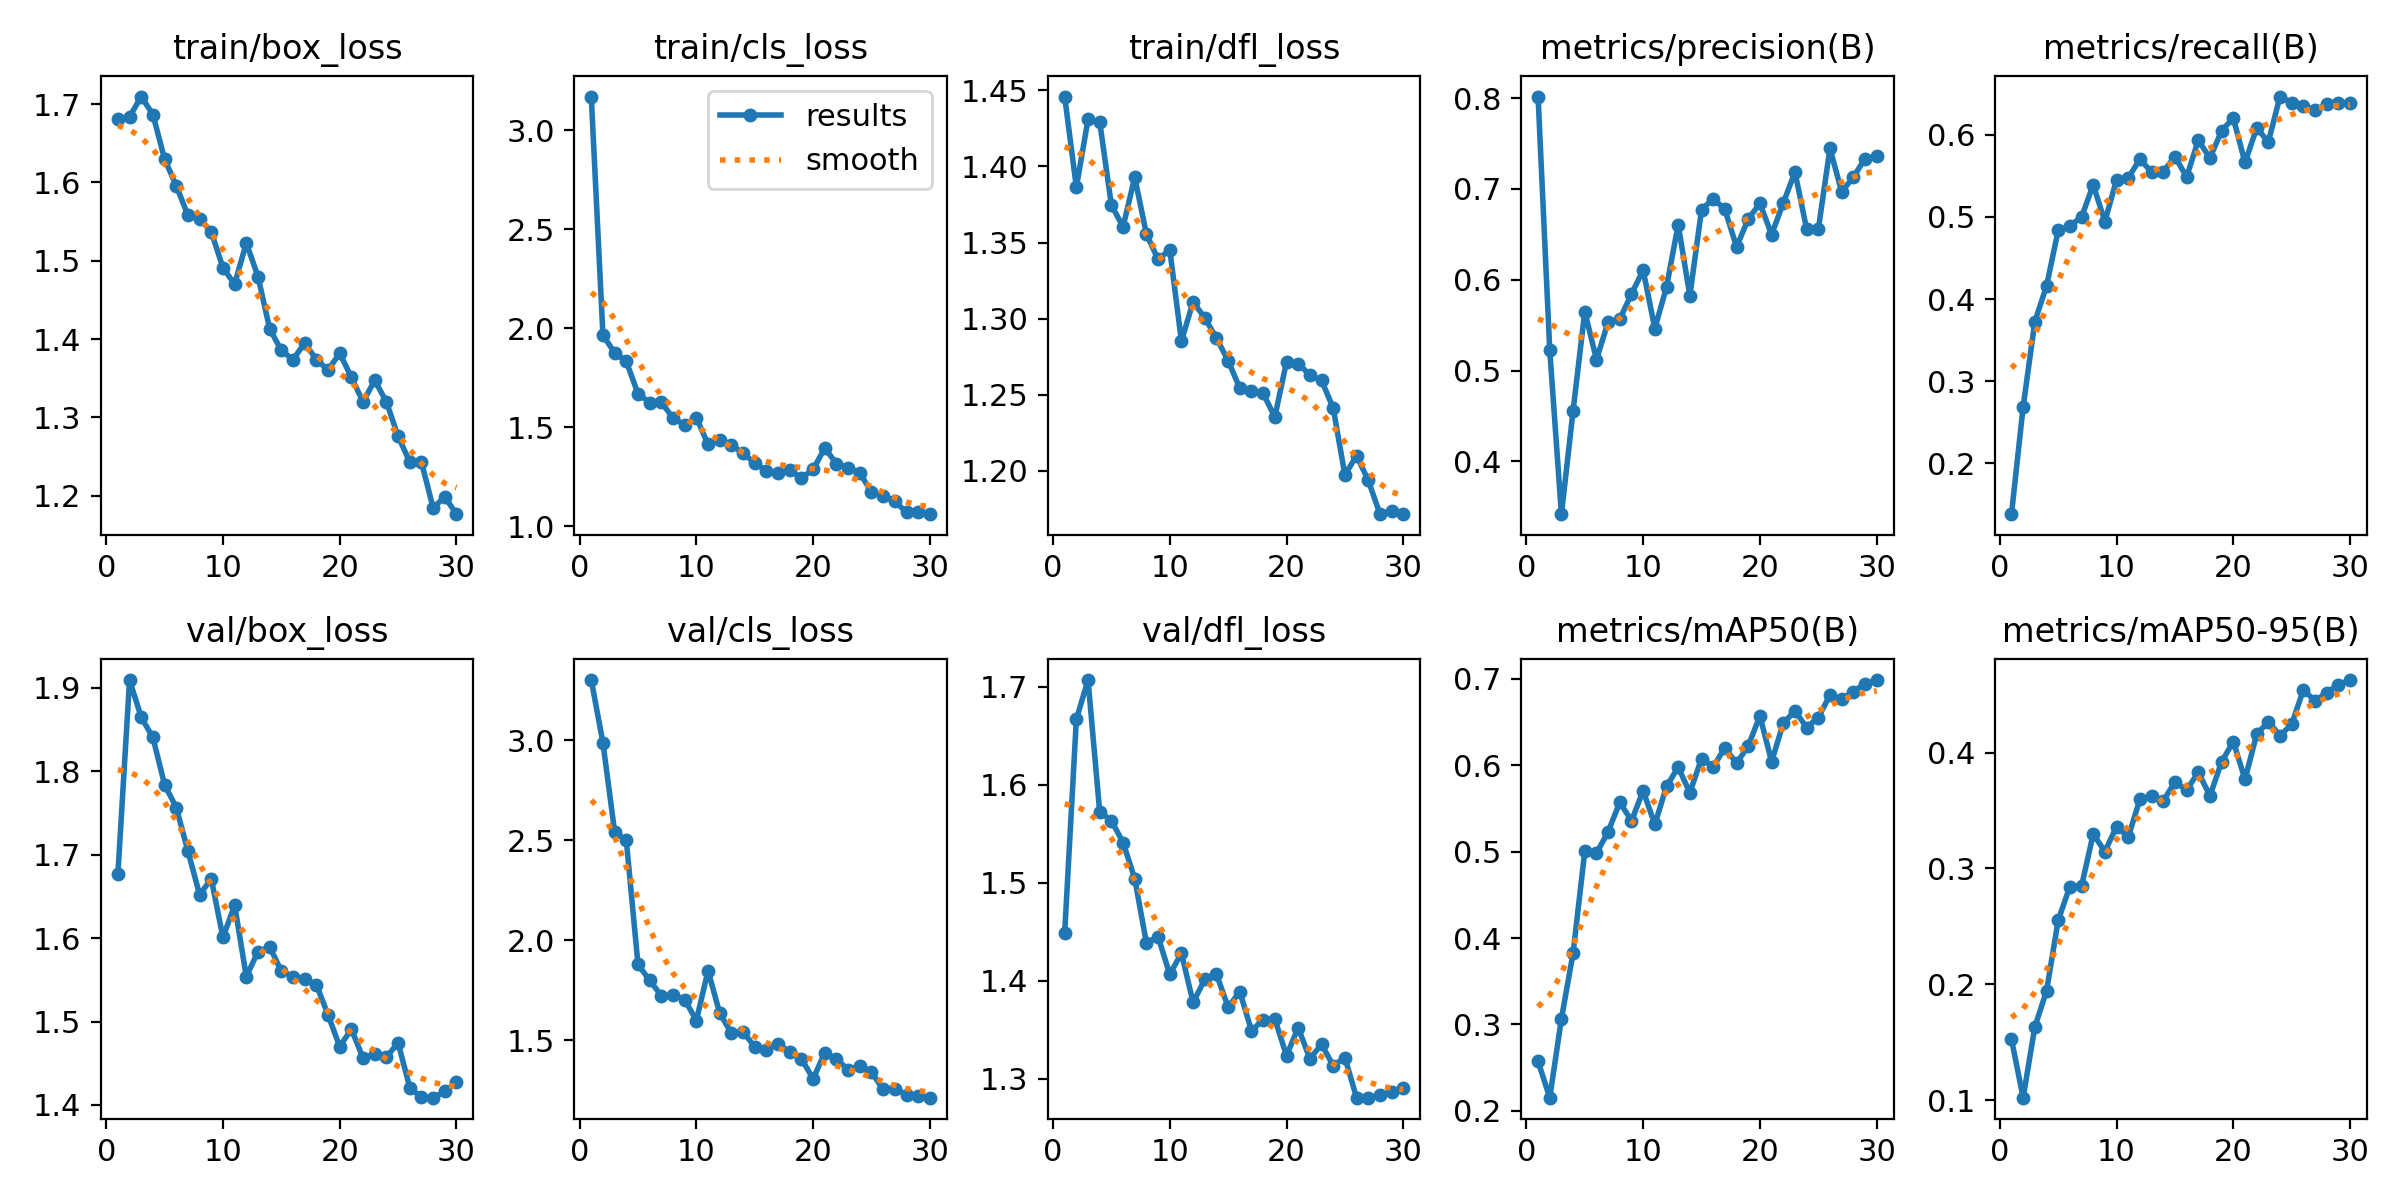 train/box_loss
train/cls_loss
train/dfl_loss
metrics/precision(B)
metrics/recall(B)
results
smooth
1.7
1.6
1.5
1.4
1.3
1.2
0 10 20 30
3.0
2.5
2.0
1.5
1.0
0 10 20 30
1.45
1.40
1.35
1.30
1.25
1.20
0 10 20 30
0.8
0.7
0.6
0.5
0.4
0 10 20 30
0.6
0.5
0.4
0.3
0.2
0 10 20 30
val/box_loss
val/cls_loss
val/dfl_loss
metrics/mAP50(B)
metrics/mAP50-95(B)
1.9
1.8
1.7
1.6
1.5
1.4
0 10 20 30
3.0
2.5
2.0
1.5
0 10 20 30
1.7
1.6
1.5
1.4
1.3
0 10 20 30
0.7
0.6
0.5
0.4
0.3
0.2
0 10 20 30
0.4
0.3
0.2
0.1
0 10 20 30